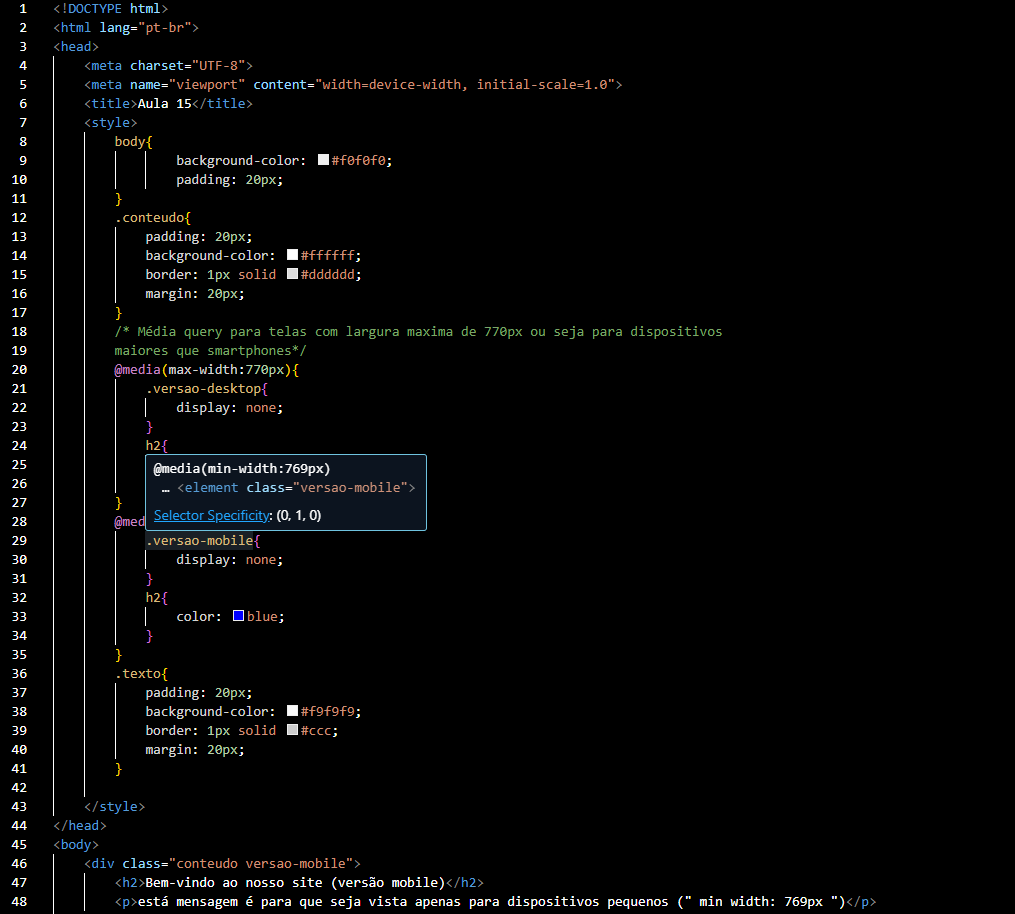 1 <!DOCTYPE html>
2 <html lang="pt-br">
3 <head>
4 <meta charset="UTF-8">
5 <meta name="viewport" content="width=device-width, initial-scale=1.0">
6 <title>Aula 15</title>
7 <style>
8 body{
9 background-color: #f0f0f0;
10 padding: 20px;
11 }
12 .conteudo{
13 padding: 20px;
14 background-color: #ffffff;
15 border: 1px solid #dddddd;
16 margin: 20px;
17 }
18 /* Média query para telas com largura maxima de 770px ou seja para dispositivos
19 maiores que smartphones*/
20 @media(max-width:770px){
21 .versao-desktop{
22 display: none;
23 }
24 h2{
25 @media(min-width:769px)
26 … <element class="versao-mobile">
27 }
Selector Specificity: (0, 1, 0)
28 @med
29 .versao-mobile{
30 display: none;
31 }
32 h2{
33 color: blue;
34 }
35 }
36 .texto{
37 padding: 20px;
38 background-color: #f9f9f9;
39 border: 1px solid #ccc;
40 margin: 20px;
41 }
42
43 </style>
44 </head>
45 <body>
46 <div class="conteudo versao-mobile">
47 <h2>Bem-vindo ao nosso site (versão mobile)</h2>
48 <p>está mensagem é para que seja vista apenas para dispositivos pequenos (" min width: 769px ")</p>